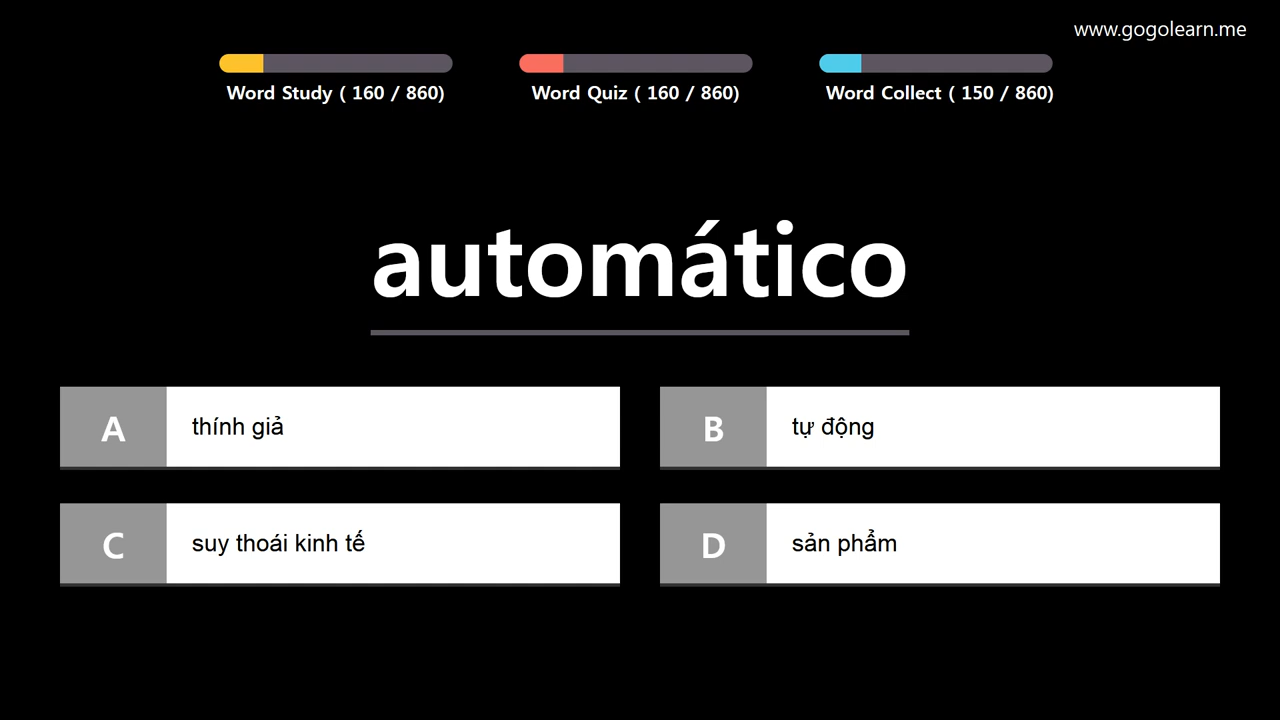 www.gogolearn.me
Word Study ( 160 / 860)
Word Quiz ( 160 / 860)
Word Collect ( 150 / 860)
automático
A
thính giả
B
tự động
C
suy thoái kinh tế
D
sản phẩm